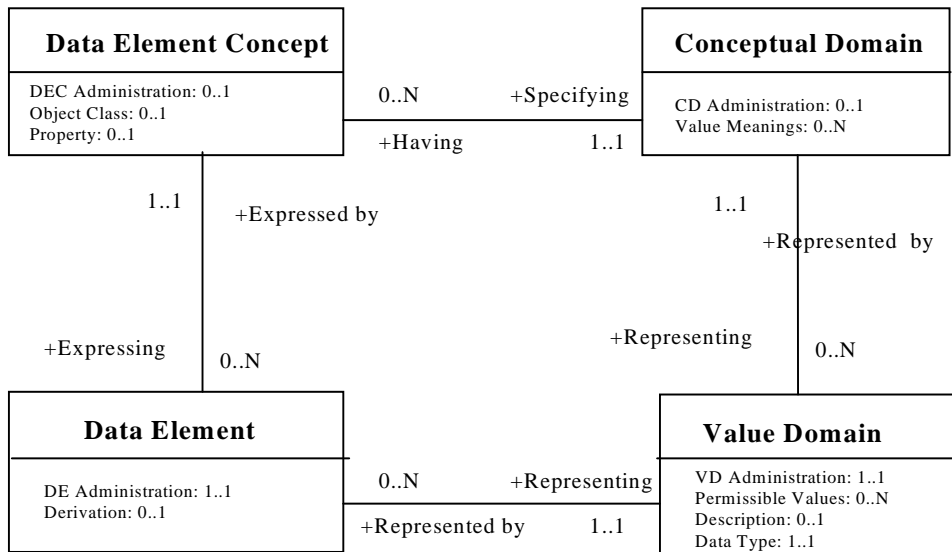 Data Element Concept
DEC Administration: 0..1
Object Class: 0..1
Property: 0..1
0..N
+Specifying
+Having
1..1
Conceptual Domain
CD Administration: 0..1
Value Meanings: 0..N
1..1
+Expressed by
1..1
+Represented by
+Expressing
0..N
+Representing
0..N
Data Element
DE Administration: 1..1
Derivation: 0..1
0..N
+Representing
+Represented by
1..1
Value Domain
VD Administration: 1..1
Permissible Values: 0..N
Description: 0..1
Data Type: 1..1